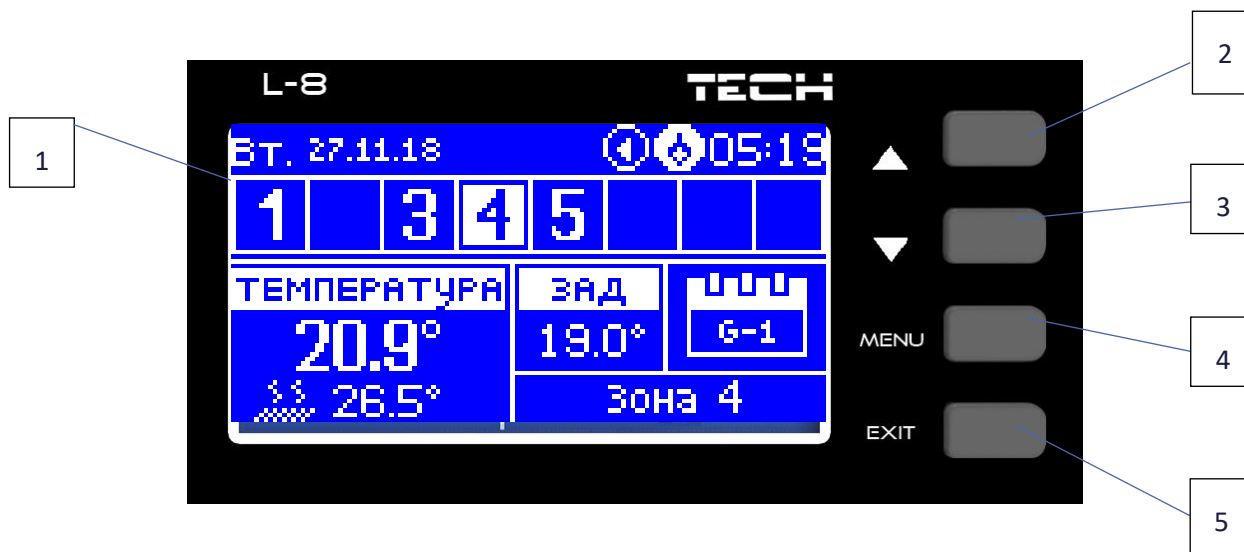 L-8 TECH
2
Вт. 27.11.18 05:19
1
1 3 4 5
3
ТЕМПЕРАТУРА ЗАД
20.9° 19.0° G-1
MENU
4
26.5° Зона 4
EXIT
5